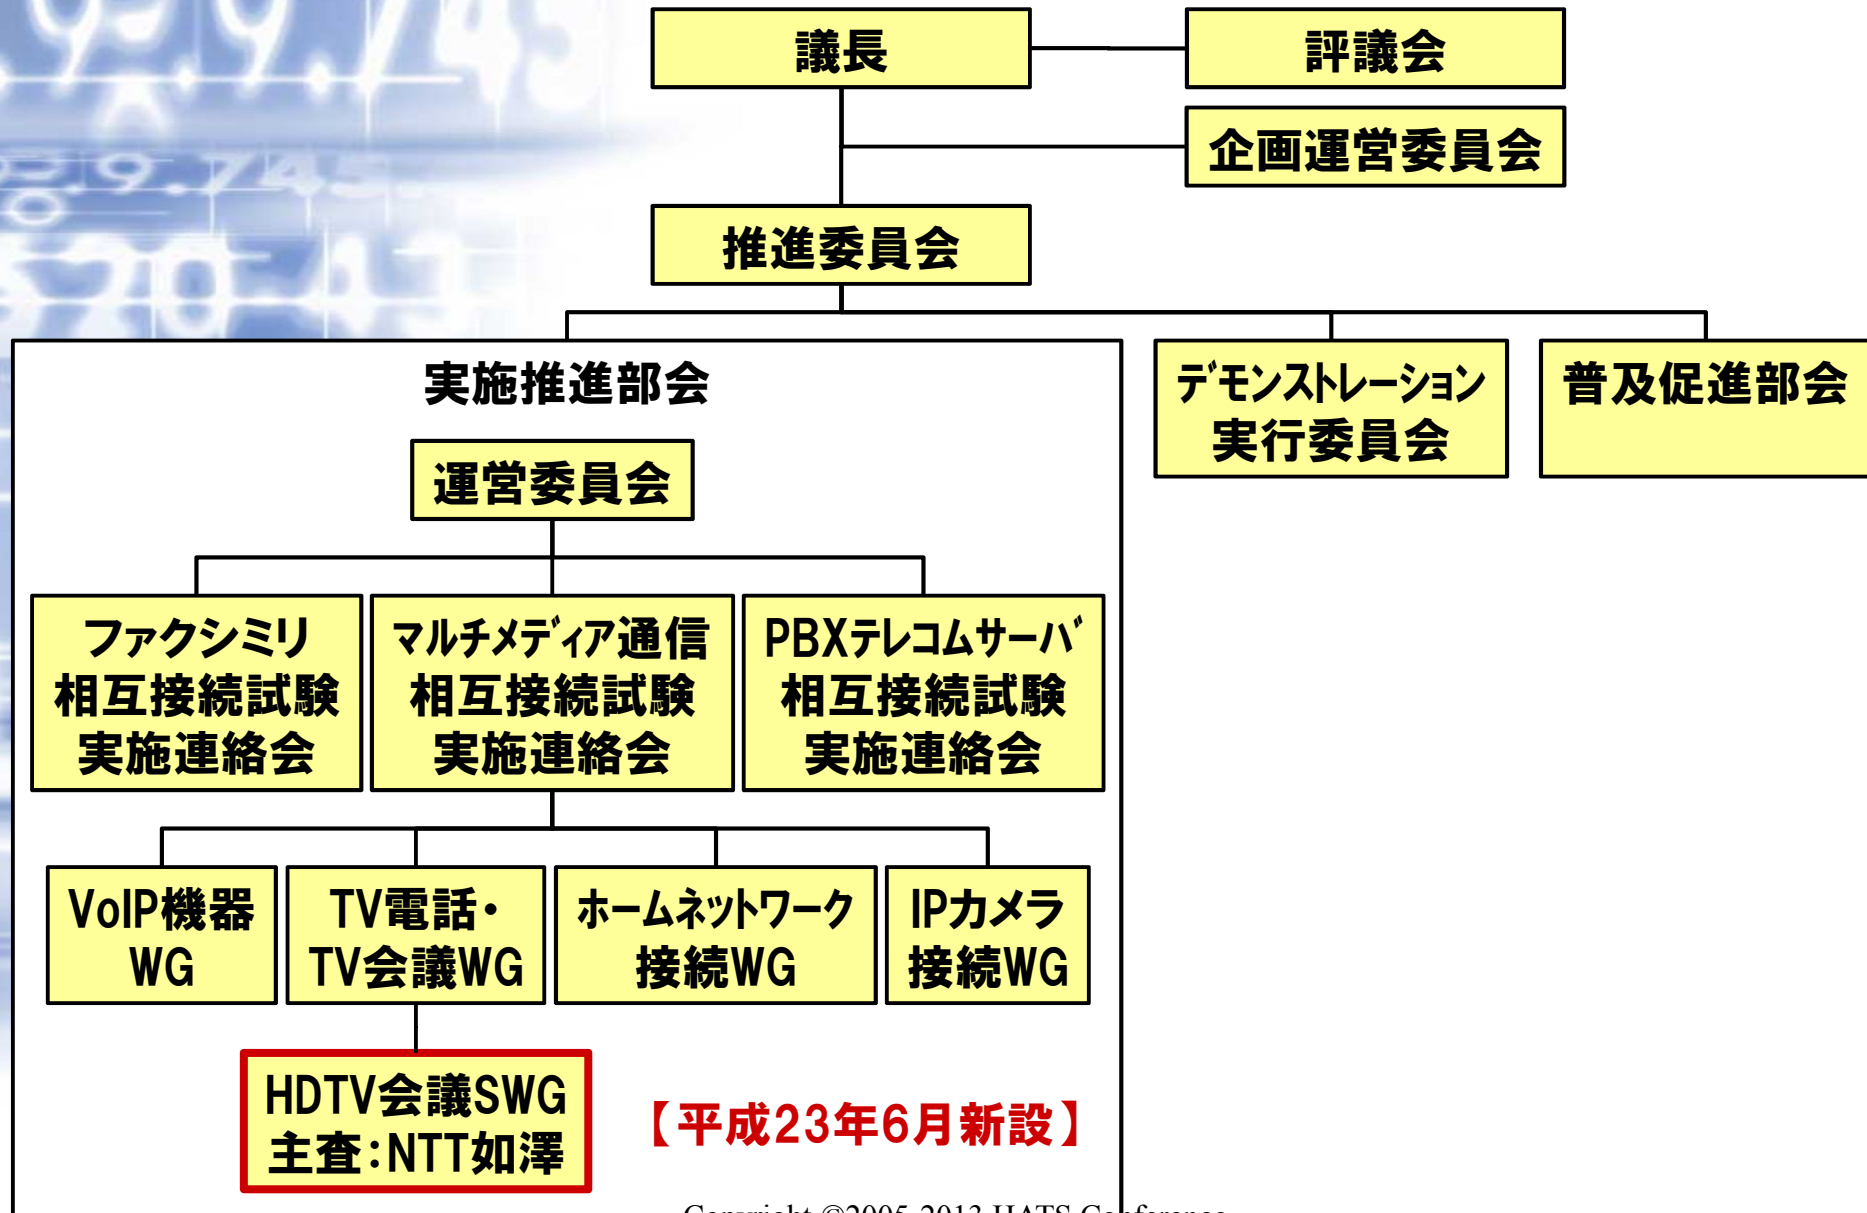 議長
評議会
企画運営委員会
推進委員会
実施推進部会
デモンストレーション
実行委員会
普及促進部会
運営委員会
ファクシミリ
相互接続試験
実施連絡会
マルチメディア通信
相互接続試験
実施連絡会
PBXテレコムサーバ
相互接続試験
実施連絡会
VoIP機器
WG
TV電話・
TV会議WG
ホームネットワーク
接続WG
IPカメラ
接続WG
HDTV会議SWG
主査:NTT如澤
【平成23年6月新設】
Copyright ©2005-2013 HATS Conference